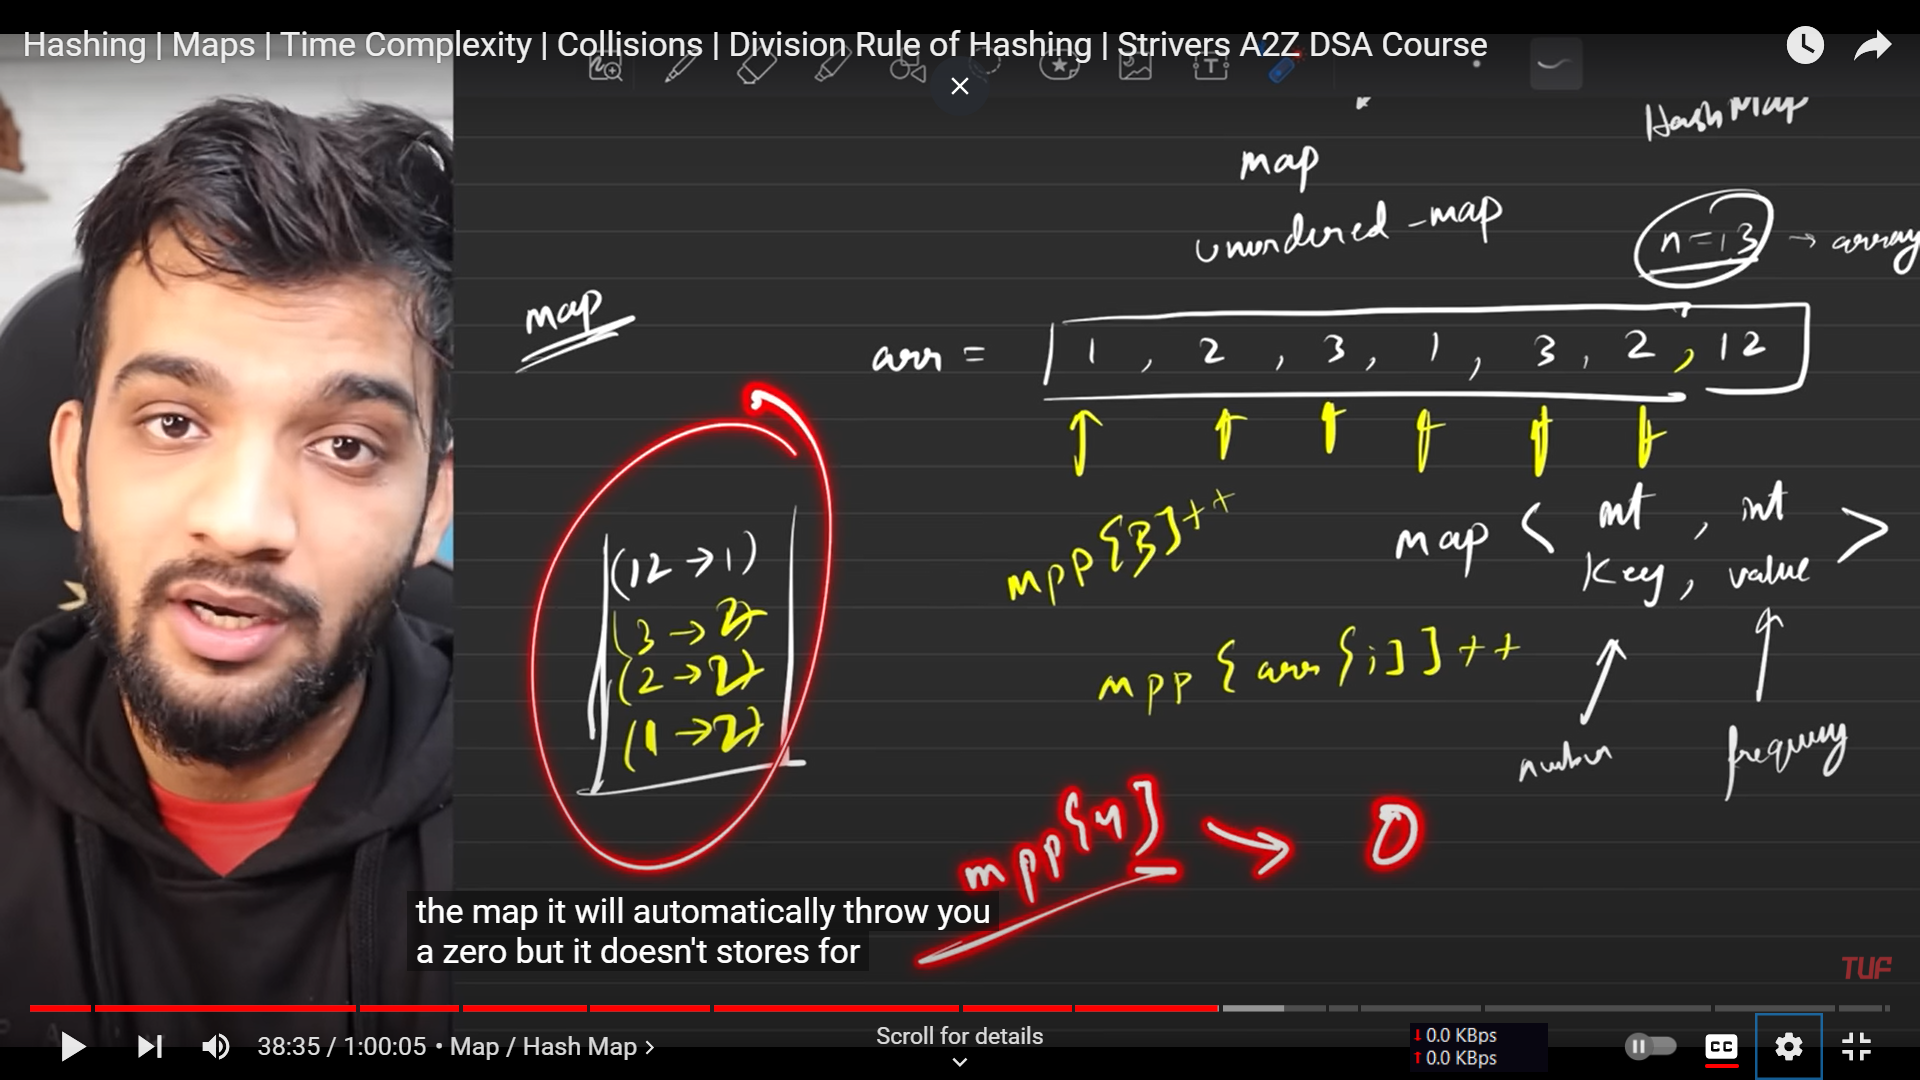 Hashing | Maps | Time Complexity | Collisions | Division Rule of Hashing | Strivers A2Z DSA Course
HashMap
map
unordered_map
n=13 → array
map
arr = 1, 2, 3, 1, 3, 2, 12
mpp[3]++
map < int, int >
key, value
(12→1)
(3→2)
(2→2)
(1→2)
mpp[arr[i]]++
number
frequency
mpp[4] → 0
the map it will automatically throw you
a zero but it doesn't stores for
TUF
38:35 / 1:00:05 • Map / Hash Map ›
Scroll for details
0.0 KBps
0.0 KBps
CC